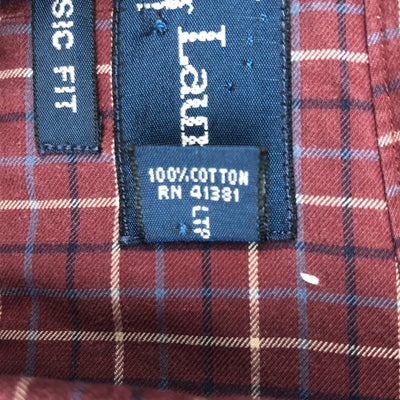 SIC FIT
Lau
100% COTTON
RN 41381
LTD